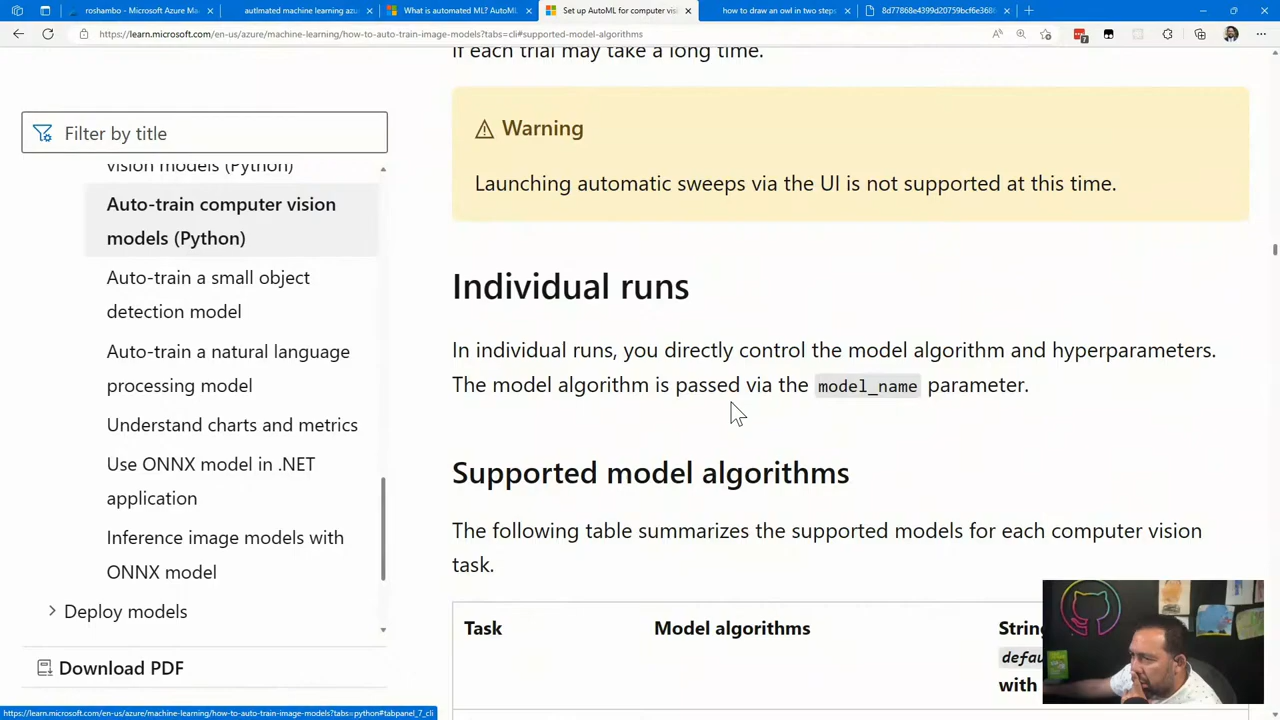 roshambo - Microsoft Azure Ma
autlmated machine learning azur
What is automated ML? AutoML
Set up AutoML for computer visi
how to draw an owl in two steps
8d77868e4399d20759bcf6e368
https://learn.microsoft.com/en-us/azure/machine-learning/how-to-auto-train-image-models?tabs=cli#supported-model-algorithms
if each trial may take a long time.
Filter by title
vision models (Python)
Auto-train computer vision
models (Python)
Auto-train a small object
detection model
Auto-train a natural language
processing model
Understand charts and metrics
Use ONNX model in .NET
application
Inference image models with
ONNX model
Deploy models
Download PDF
Warning
Launching automatic sweeps via the UI is not supported at this time.
Individual runs
In individual runs, you directly control the model algorithm and hyperparameters.
The model algorithm is passed via the model_name parameter.
Supported model algorithms
The following table summarizes the supported models for each computer vision
task.
Task Model algorithms Strin
defau
with
https://learn.microsoft.com/en-us/azure/machine-learning/how-to-auto-train-image-models?tabs=python#tabpanel_7_cli